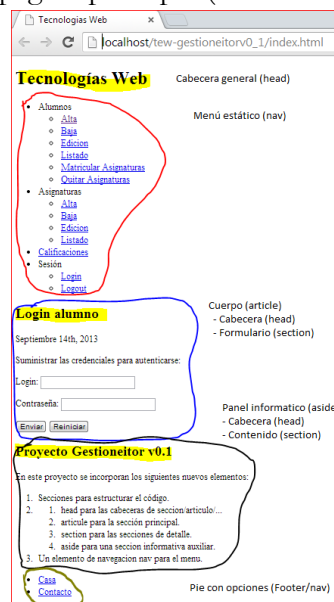 Tecnologias Web
localhost/tew-gestioneitorv0_1/index.html
Tecnologías Web
Cabecera general (head)
Menú estático (nav)
Alumnos
Alta
Baja
Edicion
Listado
Matricular Asignaturas
Quitar Asignaturas
Asignaturas
Alta
Baja
Edicion
Listado
Calificaciones
Sesión
Login
Logout
Cuerpo (article)
- Cabecera (head)
- Formulario (section)
Login alumno
Septiembre 14th, 2013
Suministrar las credenciales para autenticarse:
Login:
Contraseña:
Enviar Reiniciar
Panel informatico (aside
- Cabecera (head)
- Contenido (section)
Proyecto Gestioneitor v0.1
En este proyecto se incorporan los siguientes nuevos elementos:
1. Secciones para estructurar el código.
2. 1. head para las cabeceras de seccion/articulo/...
2. articule para la sección principal.
3. section para las secciones de detalle.
4. aside para una seccion informativa auxiliar.
3. Un elemento de navegacion nav para el menu.
Casa
Contacto
Pie con opciones (Footer/nav)